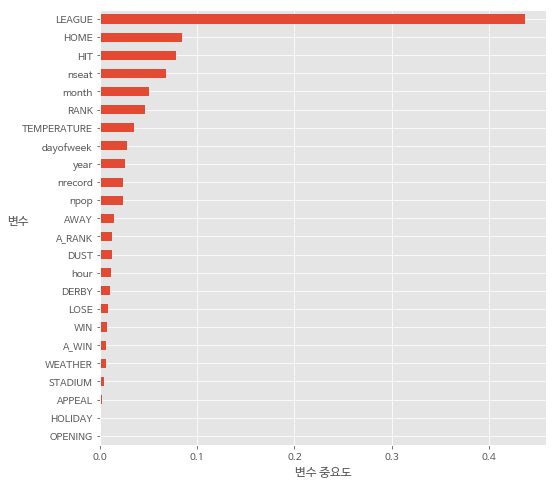 LEAGUE
HOME
HIT
nseat
month
RANK
TEMPERATURE
dayofweek
year
nrecord
npop
AWAY
변수
A_RANK
DUST
hour
DERBY
LOSE
WIN
A_WIN
WEATHER
STADIUM
APPEAL
HOLIDAY
OPENING
0.0 0.1 0.2 0.3 0.4
변수 중요도